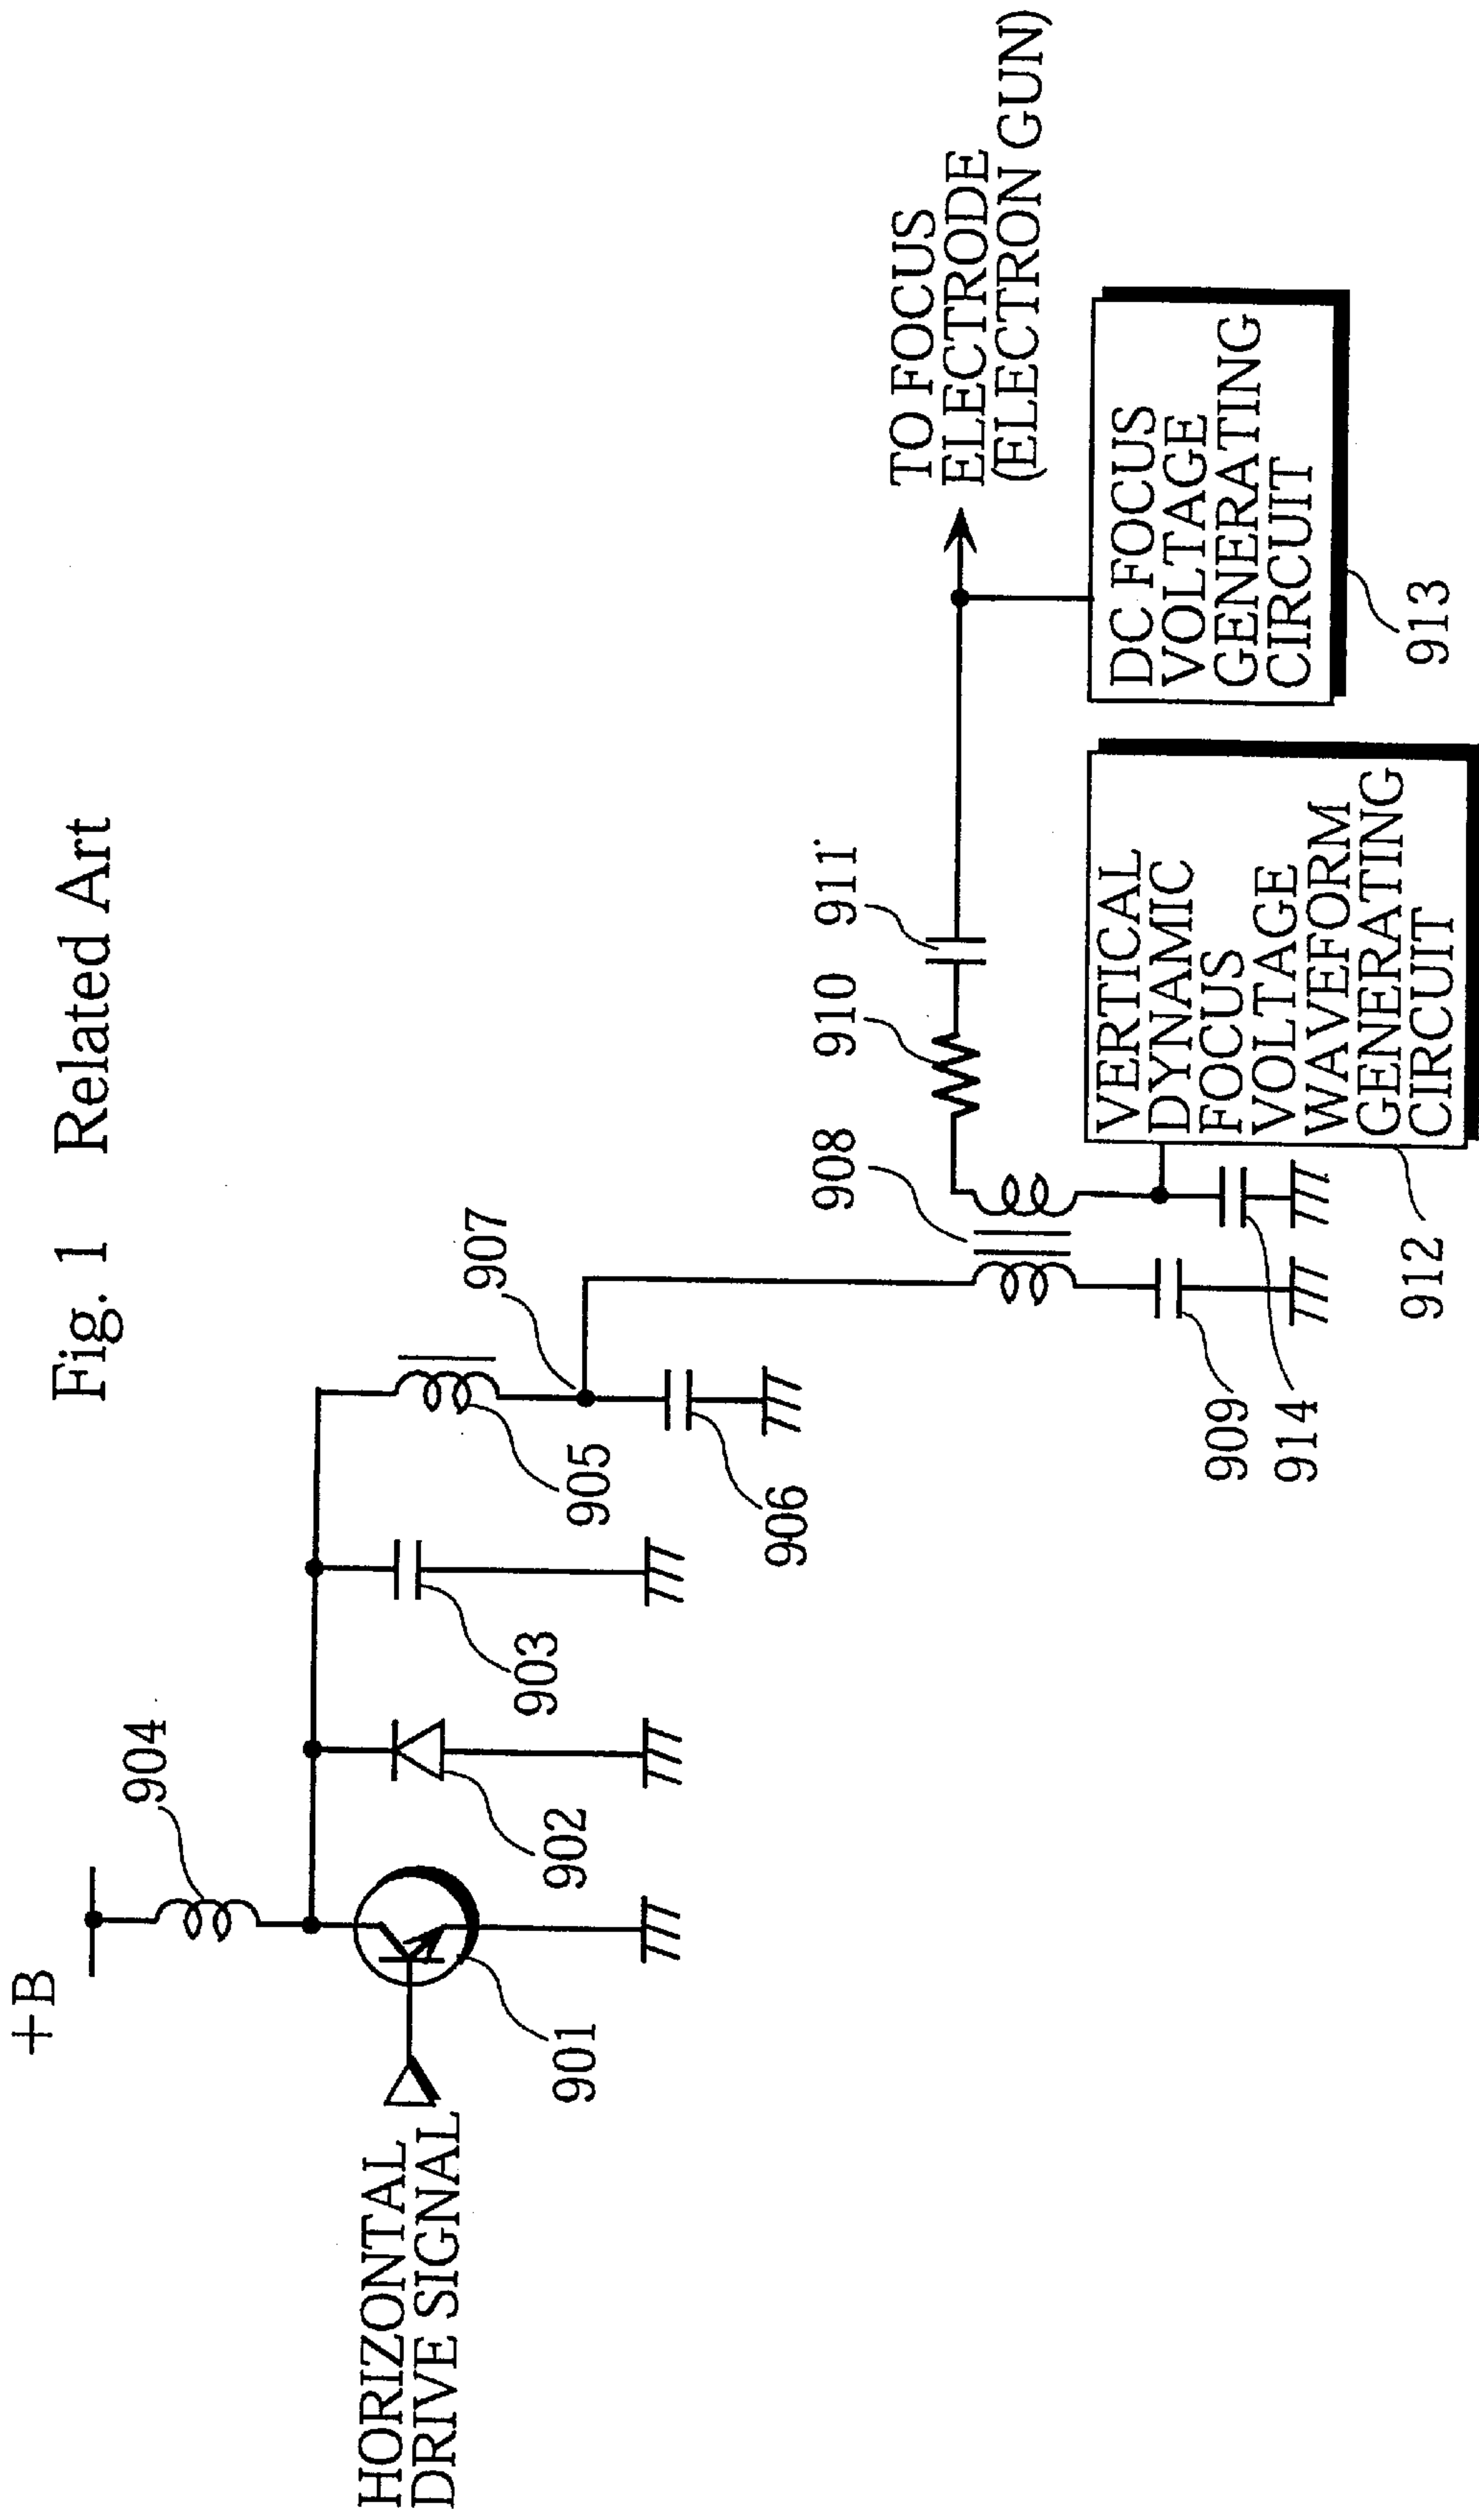 Fig. 1 Related Art
+B
904
HORIZONTAL
DRIVE SIGNAL
901
902
903
905
906
907
908
909
914
910
911
TO FOCUS
ELECTRODE
(ELECTRON GUN)
VERTICAL
DYNAMIC
FOCUS
VOLTAGE
WAVEFORM
GENERATING
CIRCUIT
912
DC FOCUS
VOLTAGE
GENERATING
CIRCUIT
913